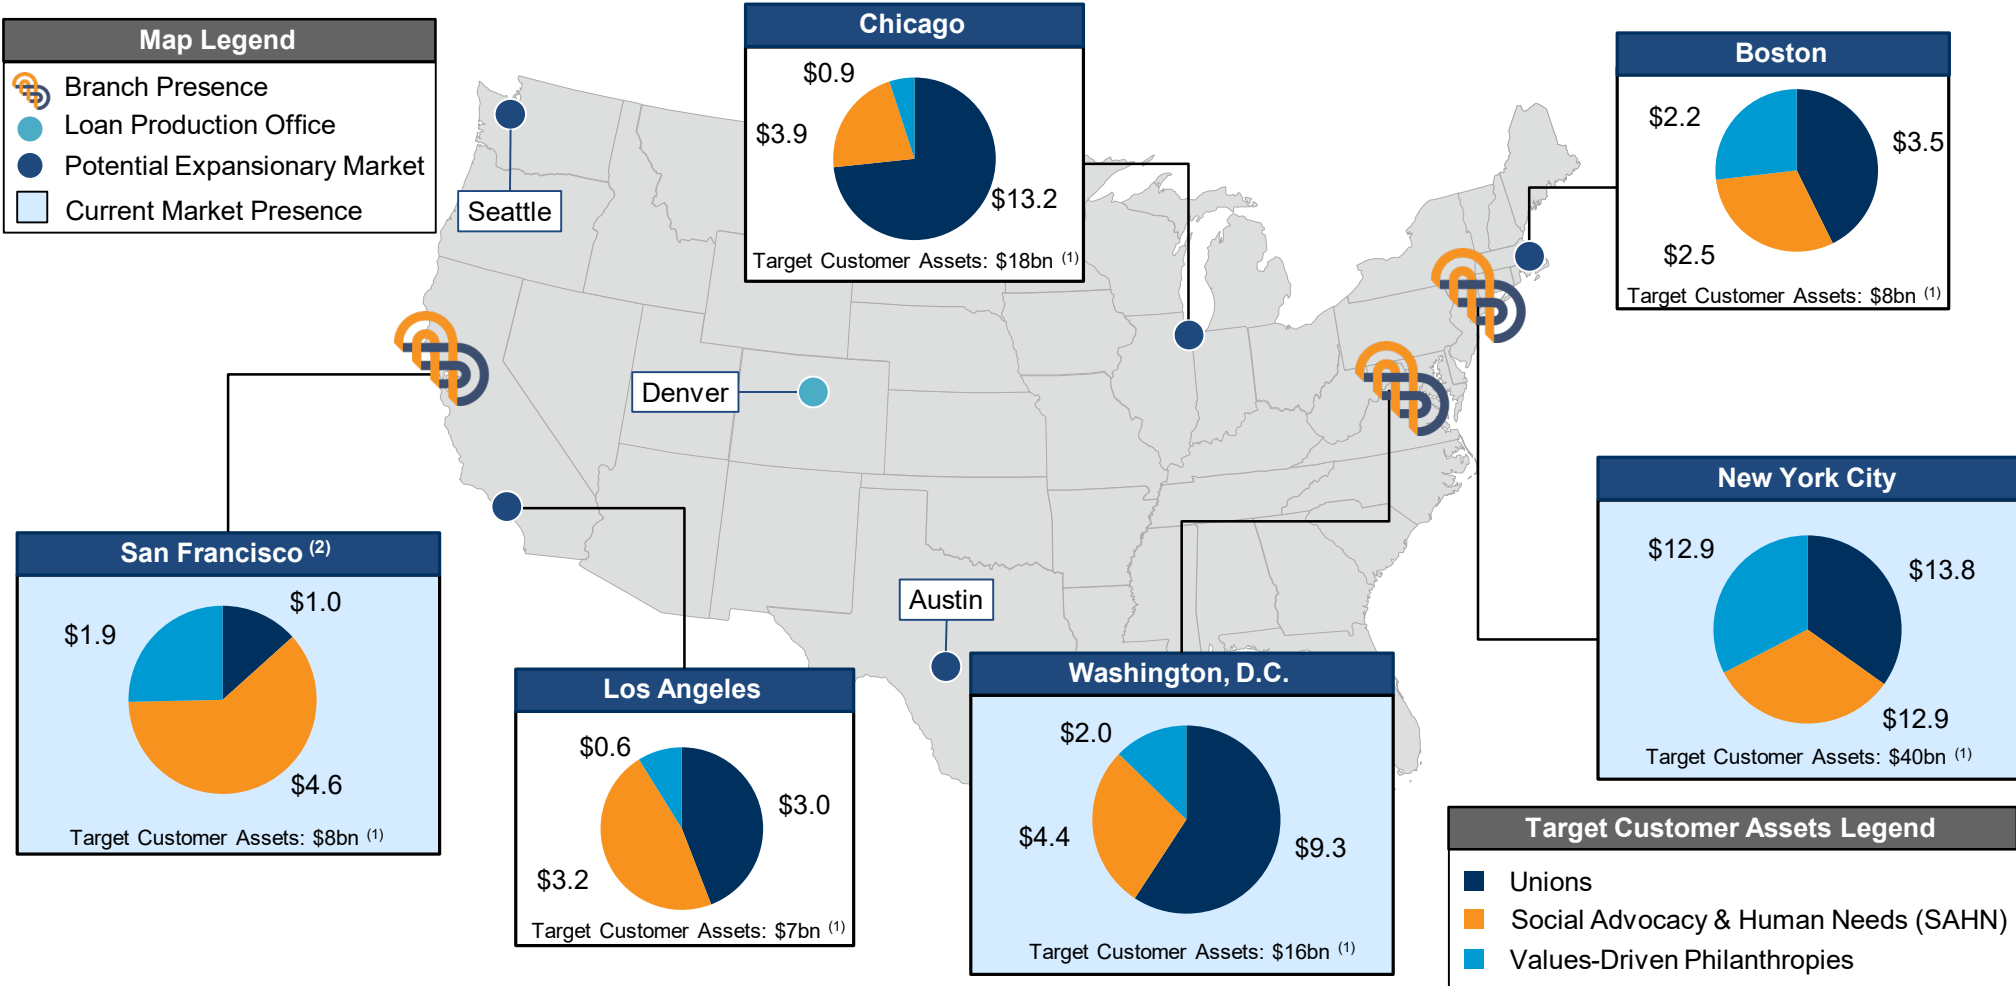 Map Legend
Branch Presence
Loan Production Office
Potential Expansionary Market
Current Market Presence
Seattle
Chicago
$0.9
$3.9
$13.2
Target Customer Assets: $18bn (1)
Boston
$2.2
$3.5
$2.5
Target Customer Assets: $8bn (1)
Denver
San Francisco (2)
$1.0
$1.9
$4.6
Target Customer Assets: $8bn (1)
Los Angeles
$0.6
$3.0
$3.2
Target Customer Assets: $7bn (1)
Austin
Washington, D.C.
$2.0
$4.4
$9.3
Target Customer Assets: $16bn (1)
New York City
$12.9
$13.8
$12.9
Target Customer Assets: $40bn (1)
Target Customer Assets Legend
Unions
Social Advocacy & Human Needs (SAHN)
Values-Driven Philanthropies